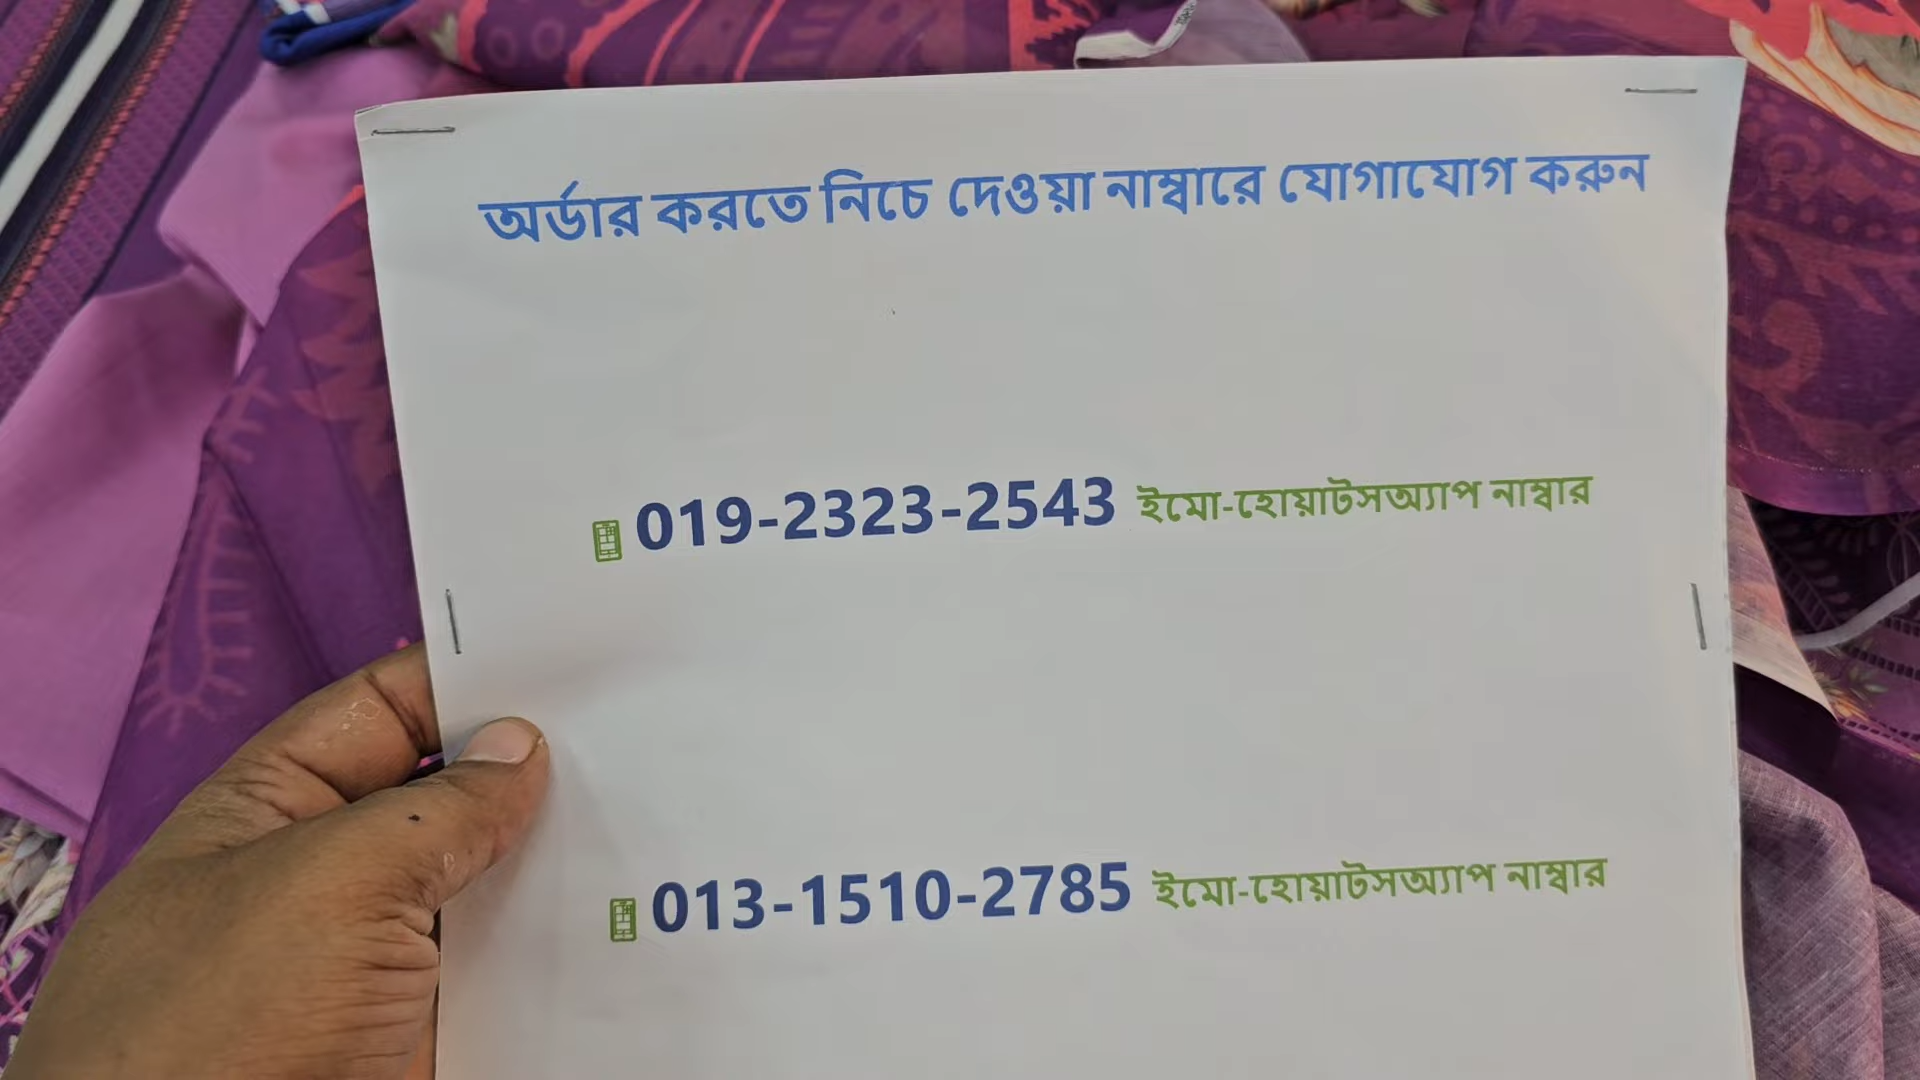 অর্ডার করতে নিচে দেওয়া নাম্বারে যোগাযোগ করুন
019-2323-2543 ইমো-হোয়াটসঅ্যাপ নাম্বার
013-1510-2785 ইমো-হোয়াটসঅ্যাপ নাম্বার